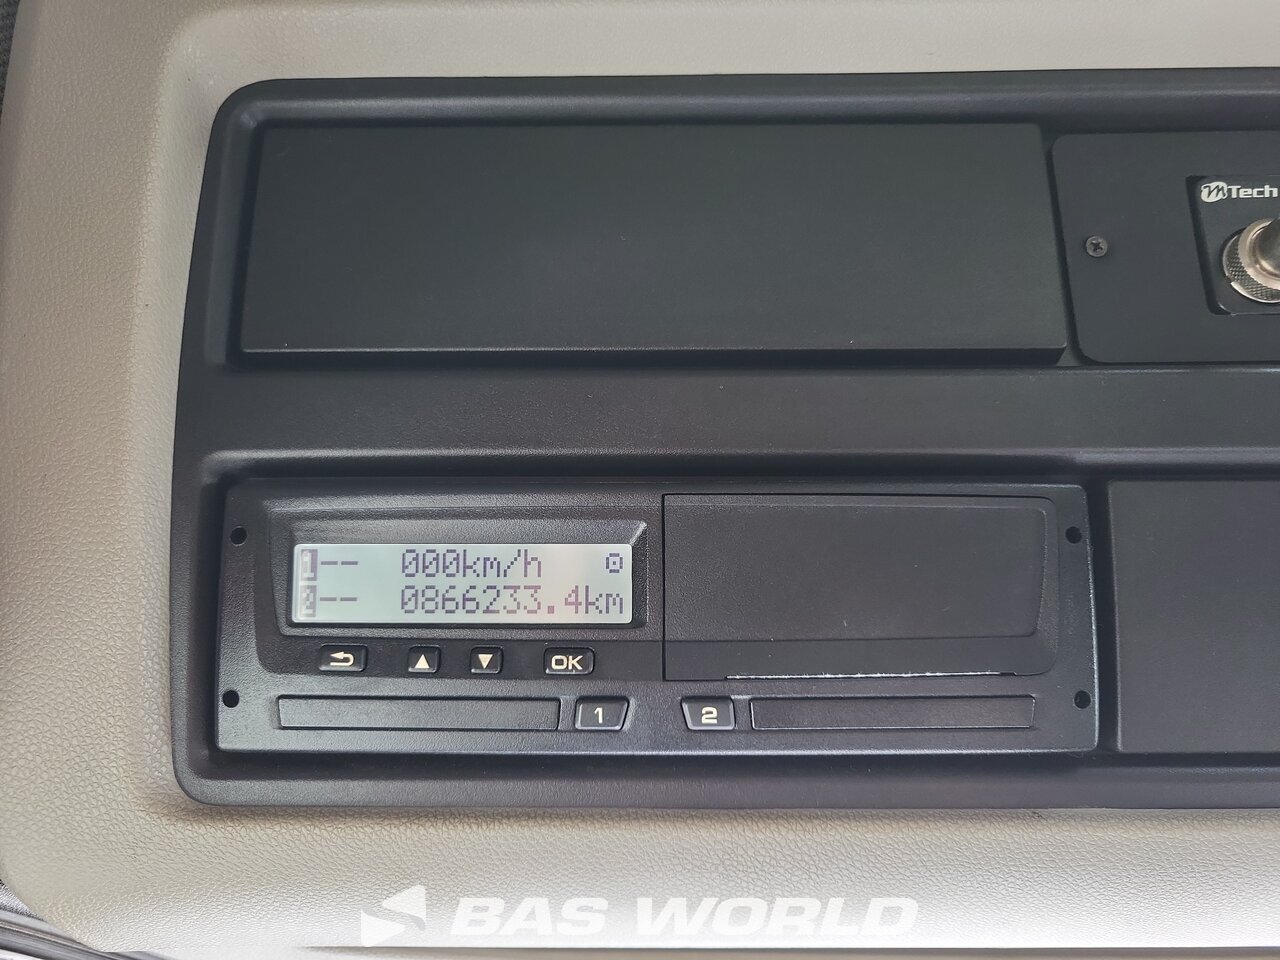 mTech
1-- 000km/h
2-- 0866233.4km
OK
1
2
BAS WORLD